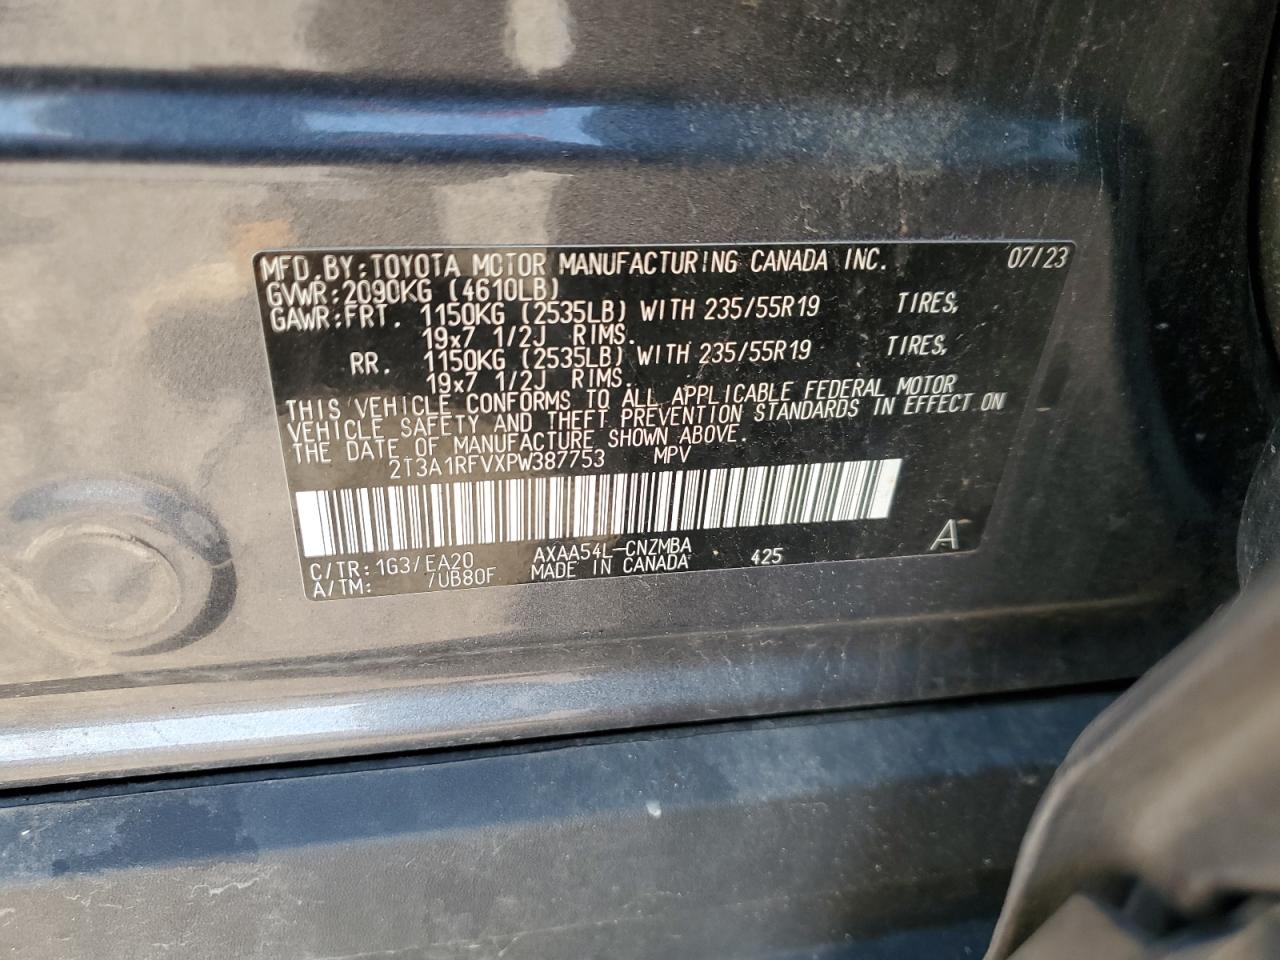 MFD.BY:TOYOTA MOTOR MANUFACTURING CANADA INC. 07/23
GVWR:2090KG (4610LB)
GAWR:FRT. 1150KG (2535LB) WITH 235/55R19 TIRES,
19x7 1/2J RIMS.
RR. 1150KG (2535LB) WITH 235/55R19 TIRES,
19x7 1/2J RIMS.
THIS VEHICLE CONFORMS TO ALL APPLICABLE FEDERAL MOTOR
VEHICLE SAFETY AND THEFT PREVENTION STANDARDS IN EFFECT ON
THE DATE OF MANUFACTURE SHOWN ABOVE.
2T3A1RFVXPW387753 MPV
C/TR: 1G3/EA20 AXAA54L-CNZMBA 425 A
A/TM: /UB80F MADE IN CANADA